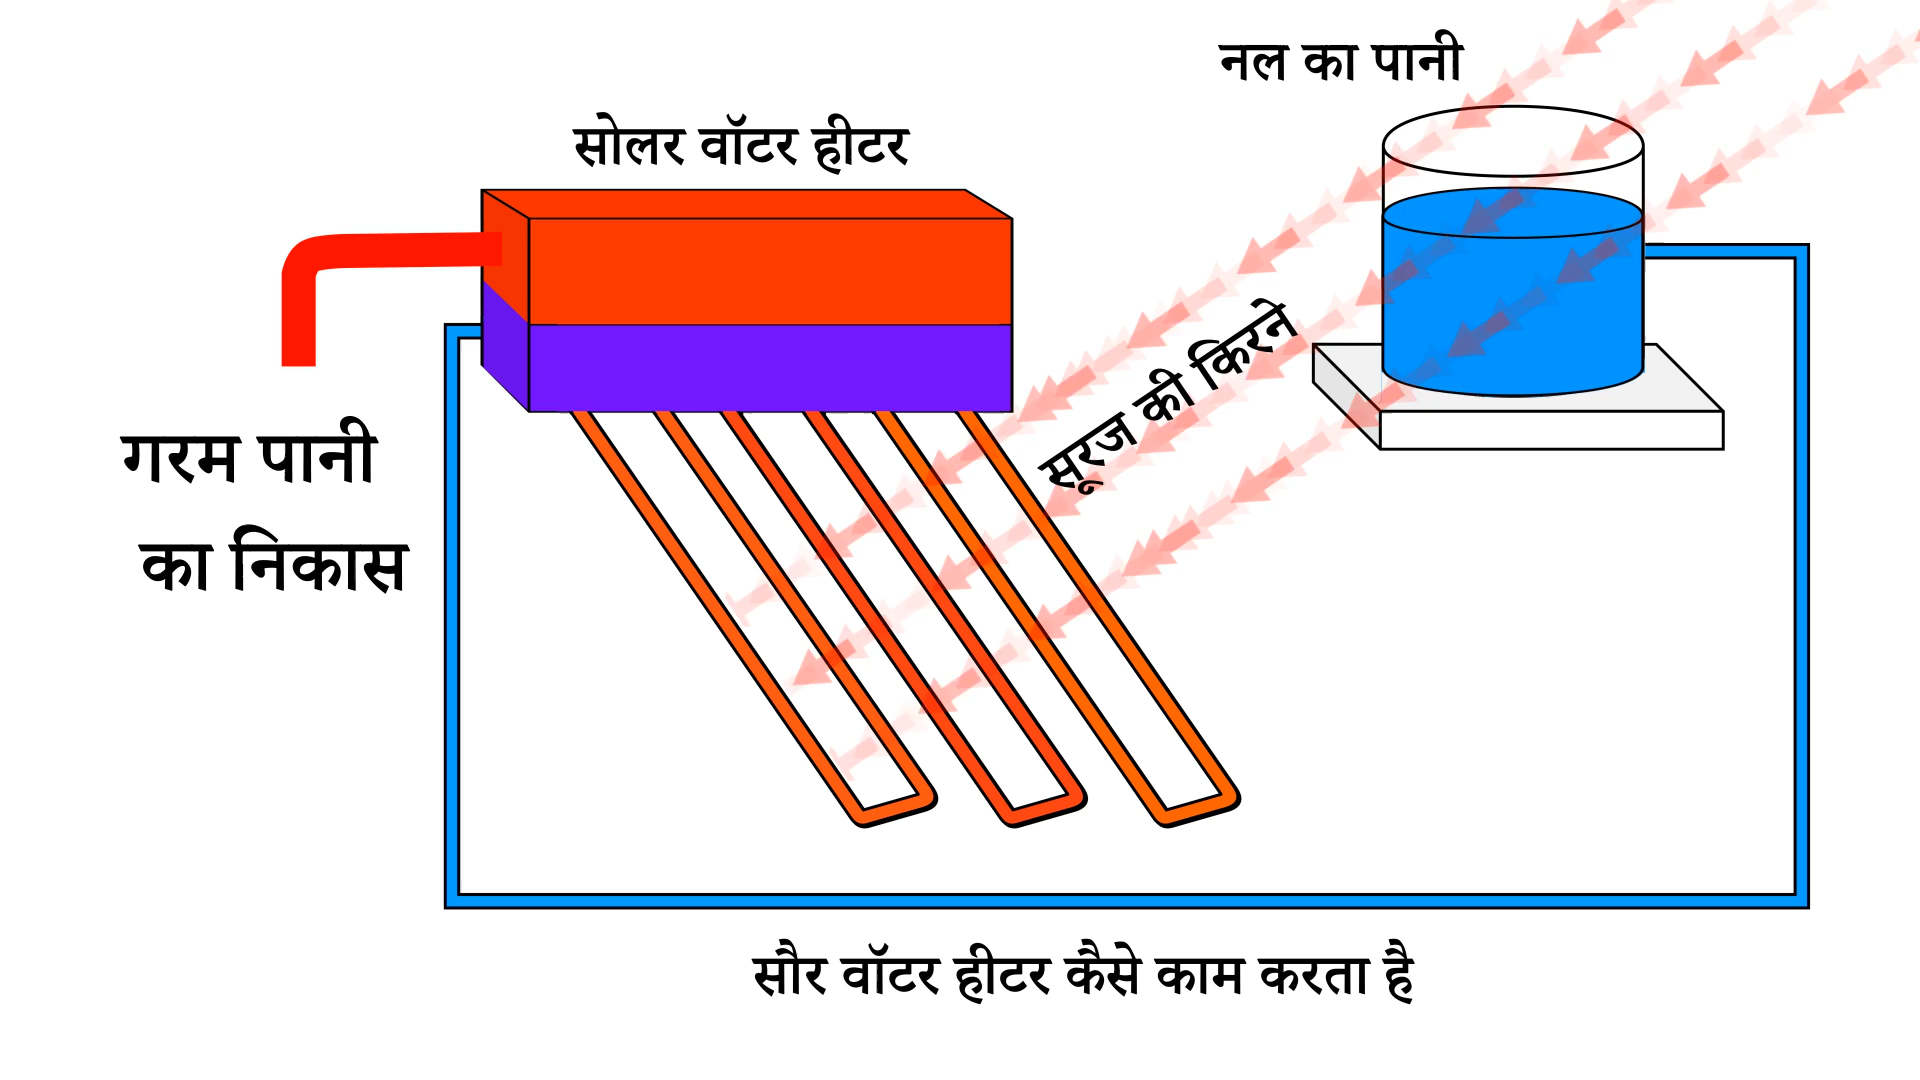 नल का पानी
सोलर वॉटर हीटर
सूरज की किरने
गरम पानी
का निकास
सौर वॉटर हीटर कैसे काम करता है